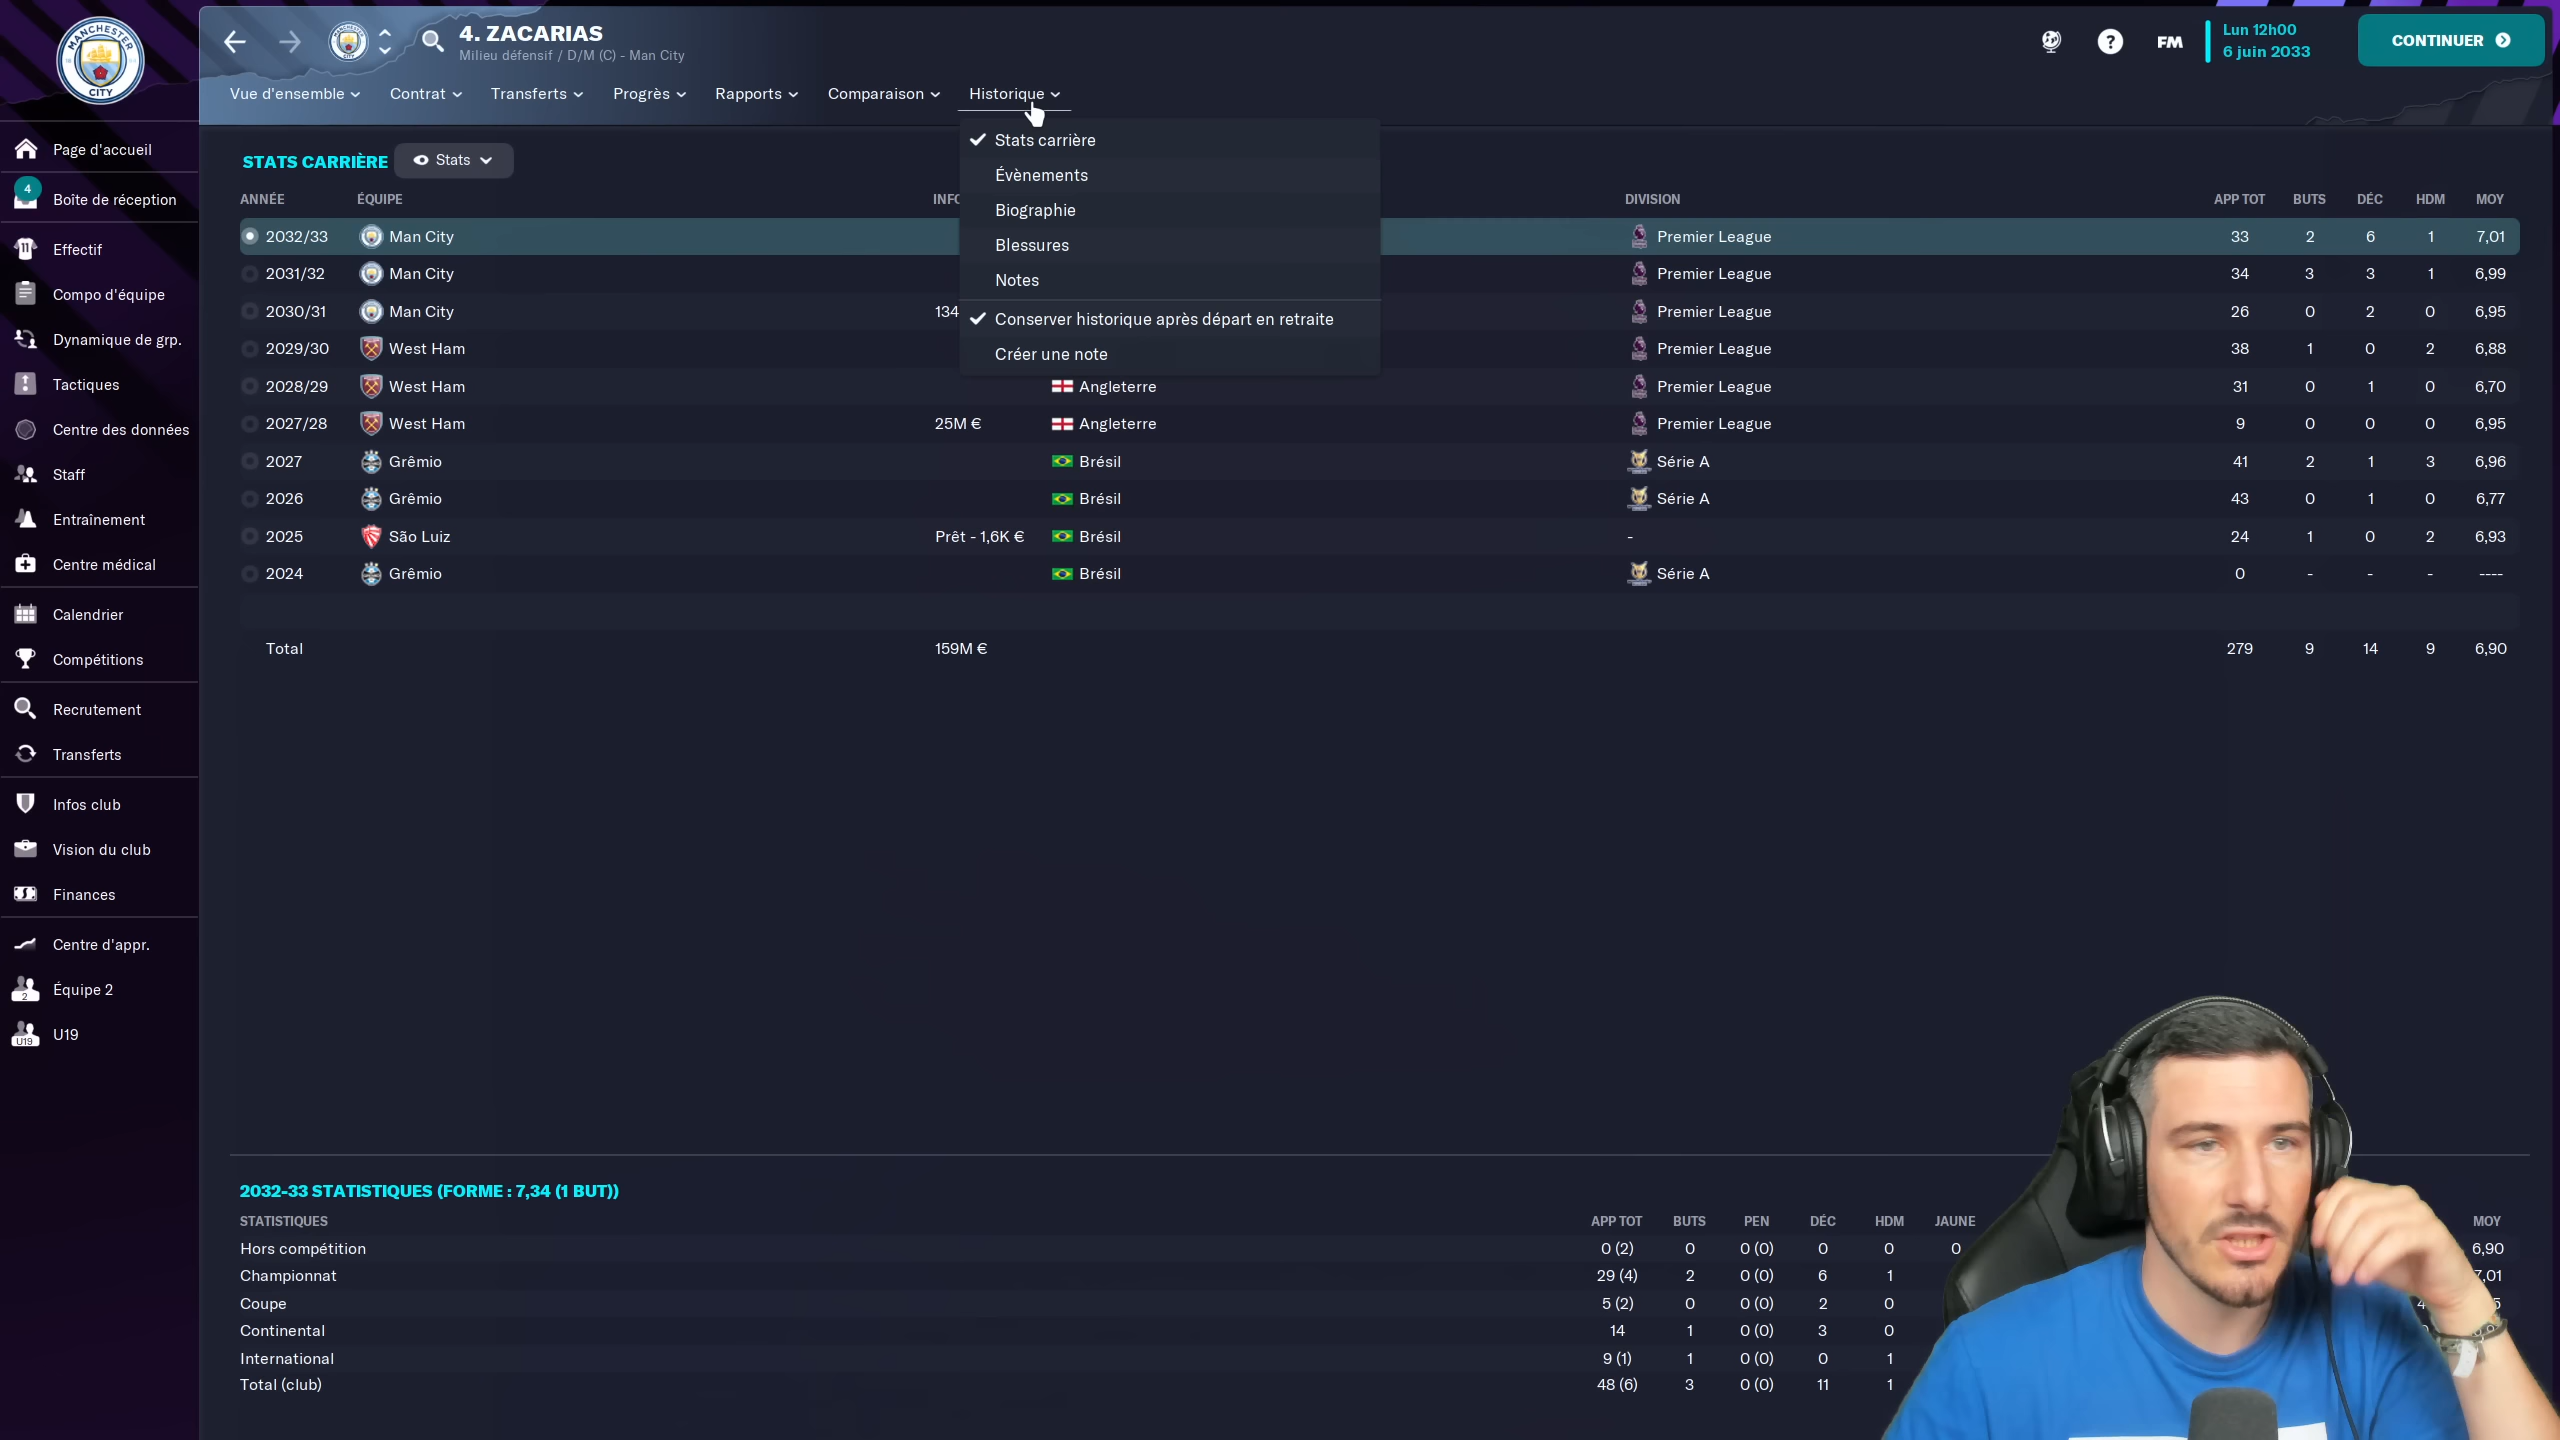 4. ZACARIAS
Milieu défensif / D/M (C) - Man City
FM
Lun 12h00
6 juin 2033
CONTINUER
Vue d'ensemble
Contrat
Transferts
Progrès
Rapports
Comparaison
Historique
MANCHESTER
CITY
Page d'accueil
4
Boîte de réception
Effectif
Compo d'équipe
Dynamique de grp.
Tactiques
Centre des données
Staff
Entraînement
Centre médical
Calendrier
Compétitions
Recrutement
Transferts
Infos club
Vision du club
Finances
Centre d'appr.
2 Équipe 2
U19 U19
Stats carrière
Évènements
Biographie
Blessures
Notes
Conserver historique après départ en retraite
Créer une note
STATS CARRIÈRE Stats
ANNÉE ÉQUIPE INFO DIVISION APP TOT BUTS DÉC HDM MOY
2032/33 Man City Premier League 33 2 6 1 7,01
2031/32 Man City Premier League 34 3 3 1 6,99
2030/31 Man City 134 Premier League 26 0 2 0 6,95
2029/30 West Ham Premier League 38 1 0 2 6,88
2028/29 West Ham Angleterre Premier League 31 0 1 0 6,70
2027/28 West Ham 25M € Angleterre Premier League 9 0 0 0 6,95
2027 Grêmio Brésil Série A 41 2 1 3 6,96
2026 Grêmio Brésil Série A 43 0 1 0 6,77
2025 São Luiz Prêt - 1,6K € Brésil - 24 1 0 2 6,93
2024 Grêmio Brésil Série A 0 - - - ----
Total 159M € 279 9 14 9 6,90
2032-33 STATISTIQUES (FORME : 7,34 (1 BUT))
STATISTIQUES APP TOT BUTS PEN DÉC HDM JAUNE MOY
Hors compétition 0 (2) 0 0 (0) 0 0 0 6,90
Championnat 29 (4) 2 0 (0) 6 1 7,01
Coupe 5 (2) 0 0 (0) 2 0
Continental 14 1 0 (0) 3 0
International 9 (1) 1 0 (0) 0 1
Total (club) 48 (6) 3 0 (0) 11 1